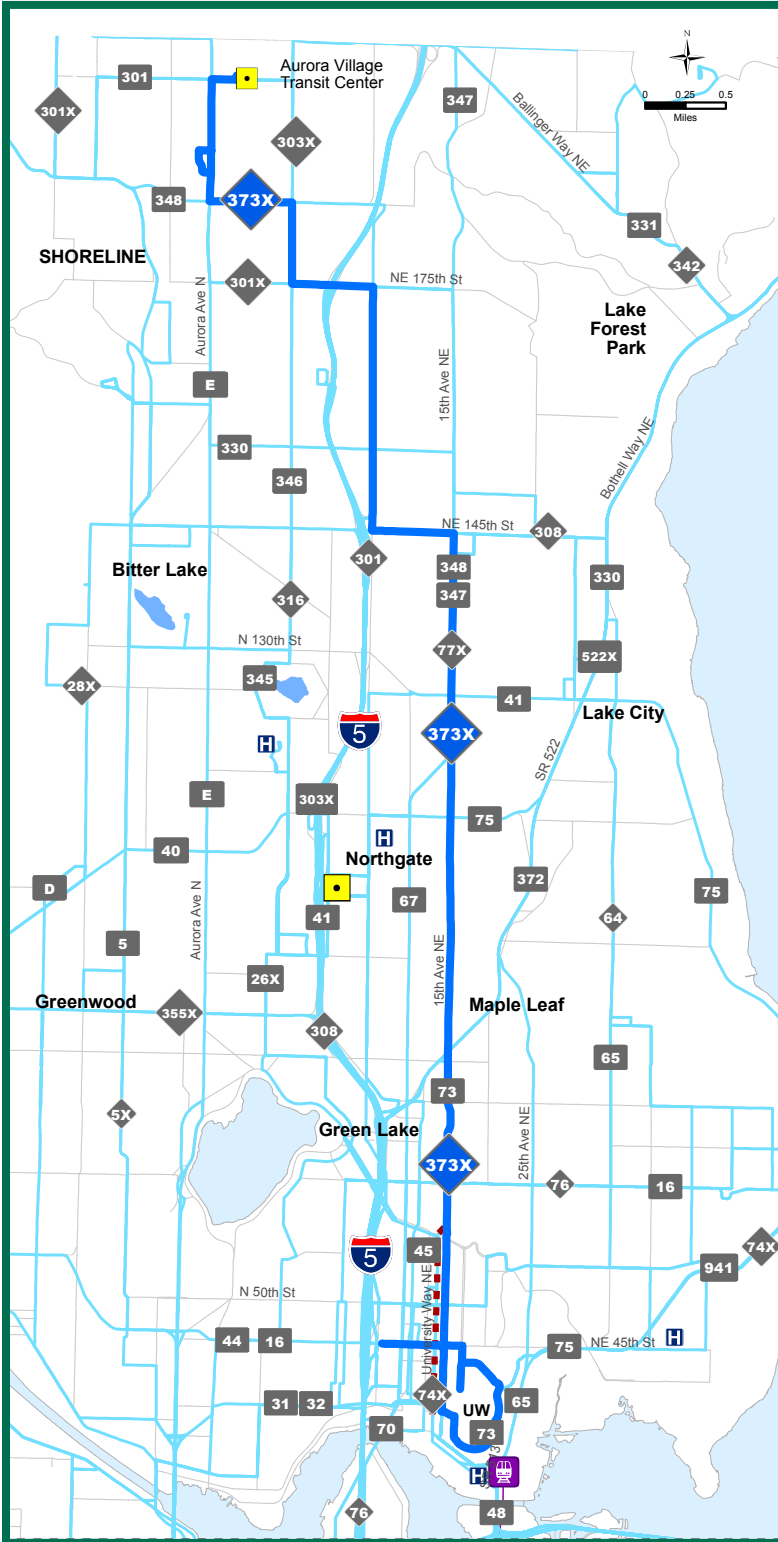 N
Aurora Village
Transit Center
301
347
0 0.25 0.5
Miles
301X
303X
Ballinger Way NE
348
373X
331
SHORELINE
342
301X
NE 175th St
Aurora Ave N
Lake
Forest
Park
E
15th Ave NE
330
346
Bothell Way NE
NE 145th St
308
301
348
Bitter Lake
330
347
316
N 130th St
77X
522X
345
28X
41
Lake City
373X
5
H
SR 522
E
303X
75
H
40
Northgate
D
372
75
67
41
64
5
Aurora Ave N
15th Ave NE
26X
Greenwood
Maple Leaf
355X
308
65
73
5X
Green Lake
25th Ave NE
373X
76
16
45
74X
5
941
University Way NE
N 50th St
44
16
75
NE 45th St
H
74X
65
31
32
UW
70
73
H
48
76